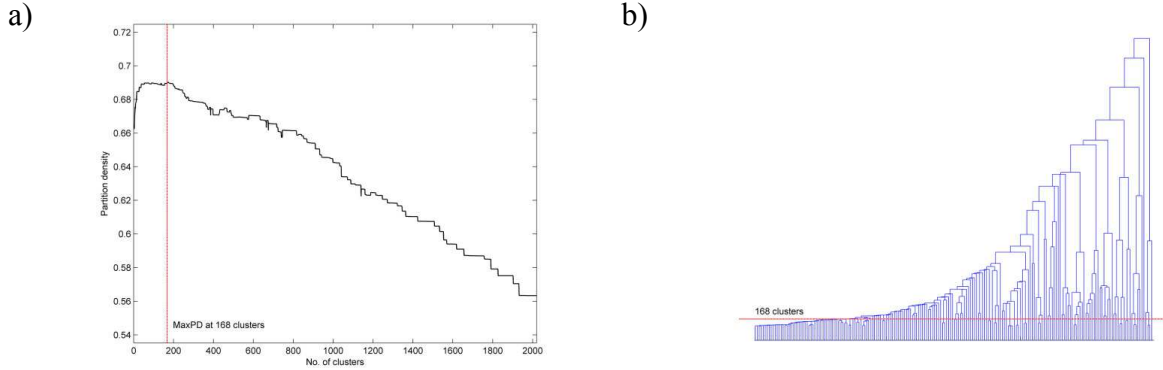 a)
0.72
0.7
0.68
0.66
0.64
0.62
0.6
0.58
0.56
0.54
Partition density
MaxPD at 168 clusters
0 200 400 600 800 1000 1200 1400 1600 1800 2000
No. of clusters
b)
168 clusters